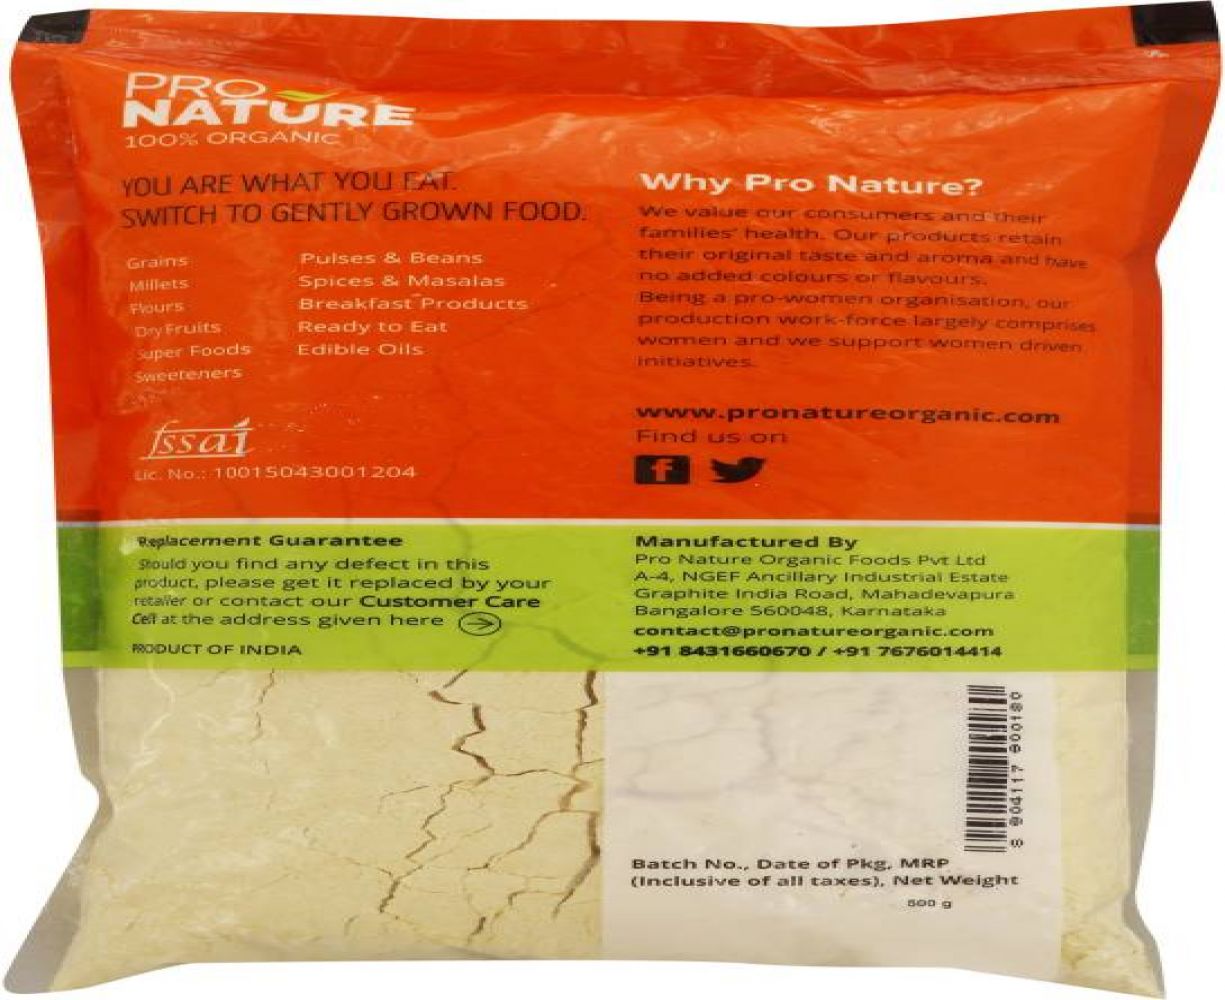 PRO
NATURE
100% ORGANIC
YOU ARE WHAT YOU EAT.
SWITCH TO GENTLY GROWN FOOD.
Grains
Millets
Flours
Dry Fruits
Super Foods
Sweeteners
Pulses & Beans
Spices & Masalas
Breakfast Products
Ready to Eat
Edible Oils
fssai
Lic. No.: 10015043001204
Why Pro Nature?
We value our consumers and their
families' health. Our products retain
their original taste and aroma and have
no added colours or flavours.
Being a pro-women organisation, our
production work-force largely comprises
women and we support women driven
initiatives.
www.pronatureorganic.com
Find us on
f
Replacement Guarantee
Should you find any defect in this
product, please get it replaced by your
retailer or contact our Customer Care
Cell at the address given here
PRODUCT OF INDIA
Manufactured By
Pro Nature Organic Foods Pvt Ltd
A-4, NGEF Ancillary Industrial Estate
Graphite India Road, Mahadevapura
Bangalore 560048, Karnataka
contact@pronatureorganic.com
+91 8431660670 / +91 7676014414
8 904117 800180
Batch No., Date of Pkg, MRP
(Inclusive of all taxes), Net Weight
500 g